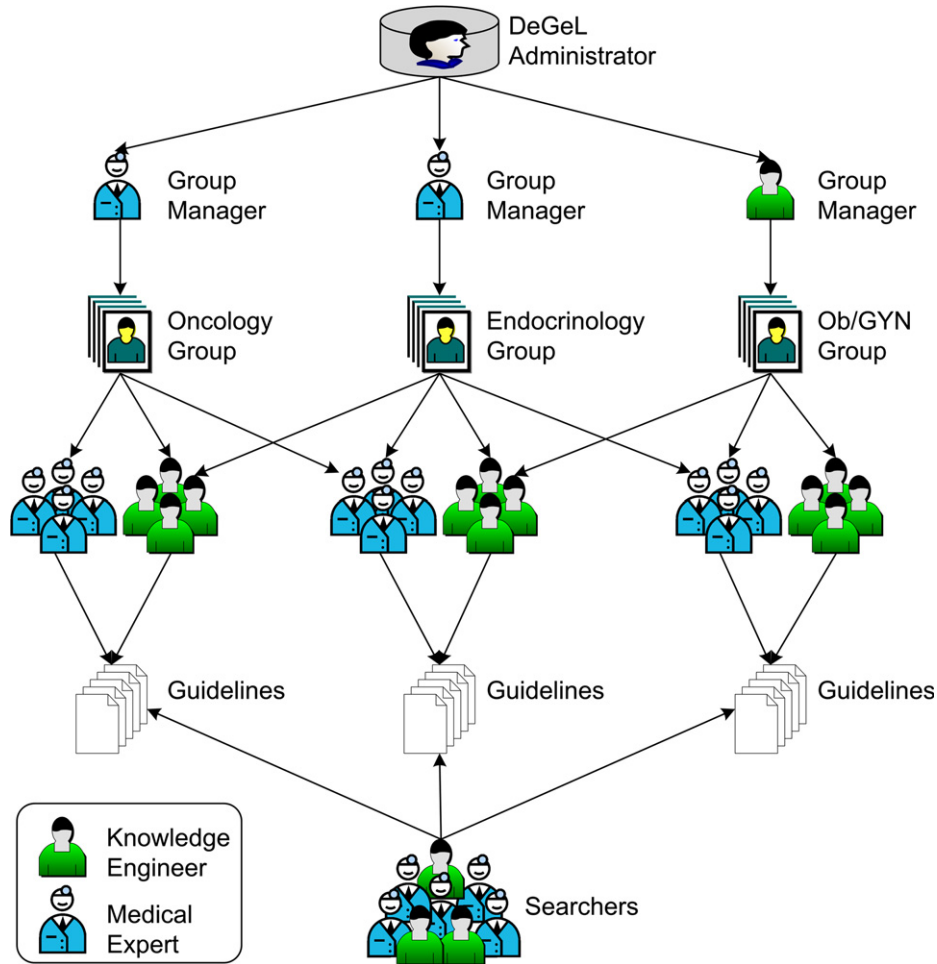 DeGeL
Administrator
Group
Manager
Group
Manager
Group
Manager
Oncology
Group
Endocrinology
Group
Ob/GYN
Group
Guidelines
Guidelines
Guidelines
Knowledge
Engineer
Medical
Expert
Searchers